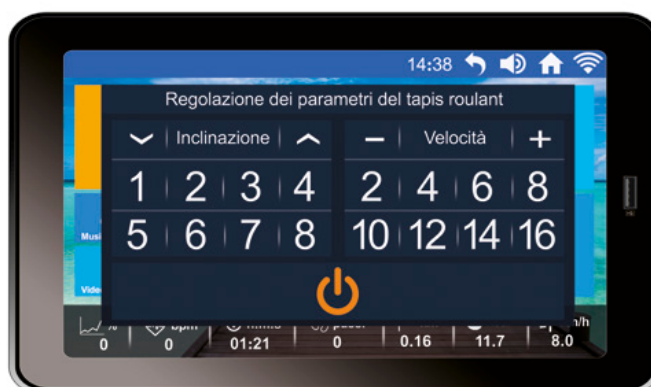 14:38
Regolazione dei parametri del tapis roulant
Inclinazione
Velocità
1 2 3 4
2 4 6 8
5 6 7 8
10 12 14 16
%
bpm
0
0
01:21
0
0.16
11.7
8.0